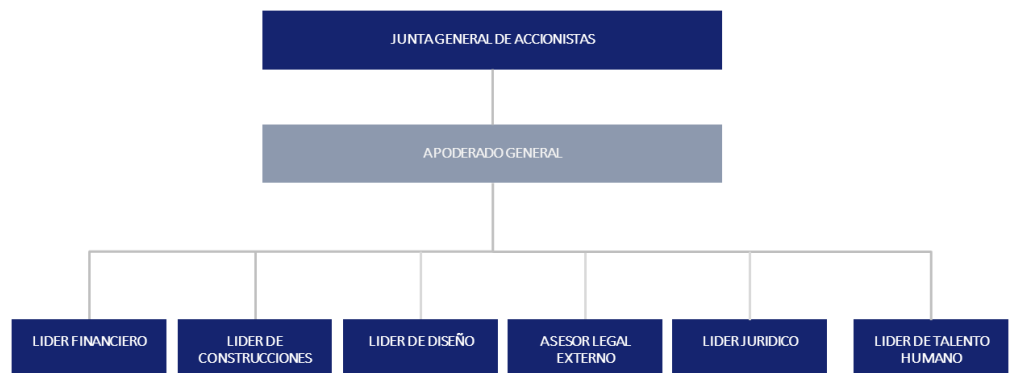 JUNTA GENERAL DE ACCIONISTAS
APODERADO GENERAL
LIDER FINANCIERO
LIDER DE
CONSTRUCCIONES
LIDER DE DISEÑO
ASESOR LEGAL
EXTERNO
LIDER JURIDICO
LIDER DE TALENTO
HUMANO